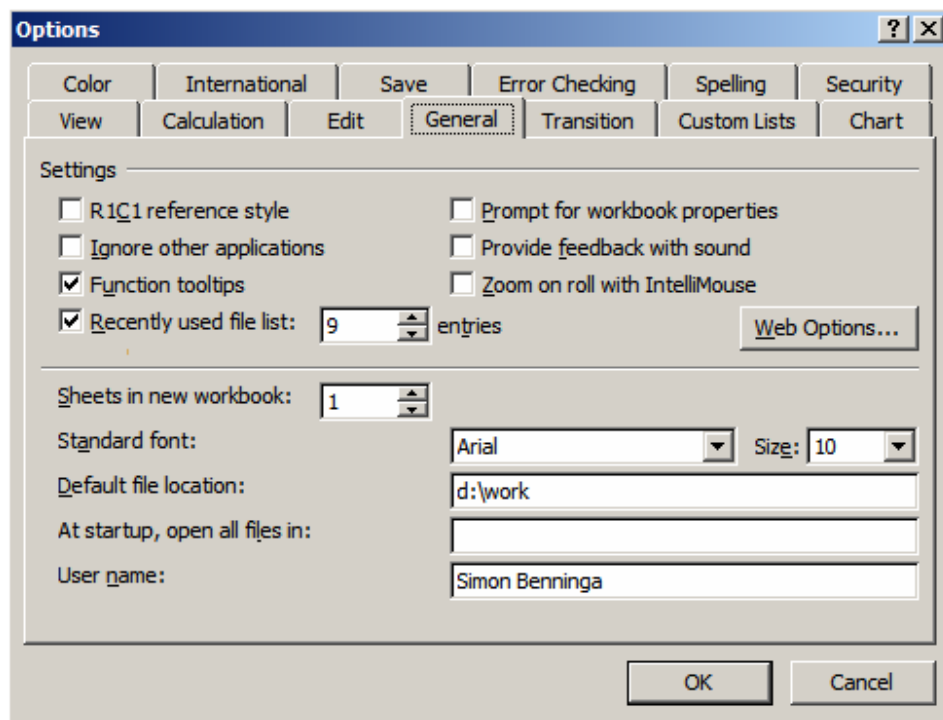 Options
Color International Save Error Checking Spelling Security
View Calculation Edit General Transition Custom Lists Chart
Settings
R1C1 reference style Prompt for workbook properties
Ignore other applications Provide feedback with sound
Function tooltips Zoom on roll with IntelliMouse
Recently used file list: 9 entries Web Options...
Sheets in new workbook: 1
Standard font: Arial Size: 10
Default file location: d:\work
At startup, open all files in:
User name: Simon Benninga
OK Cancel